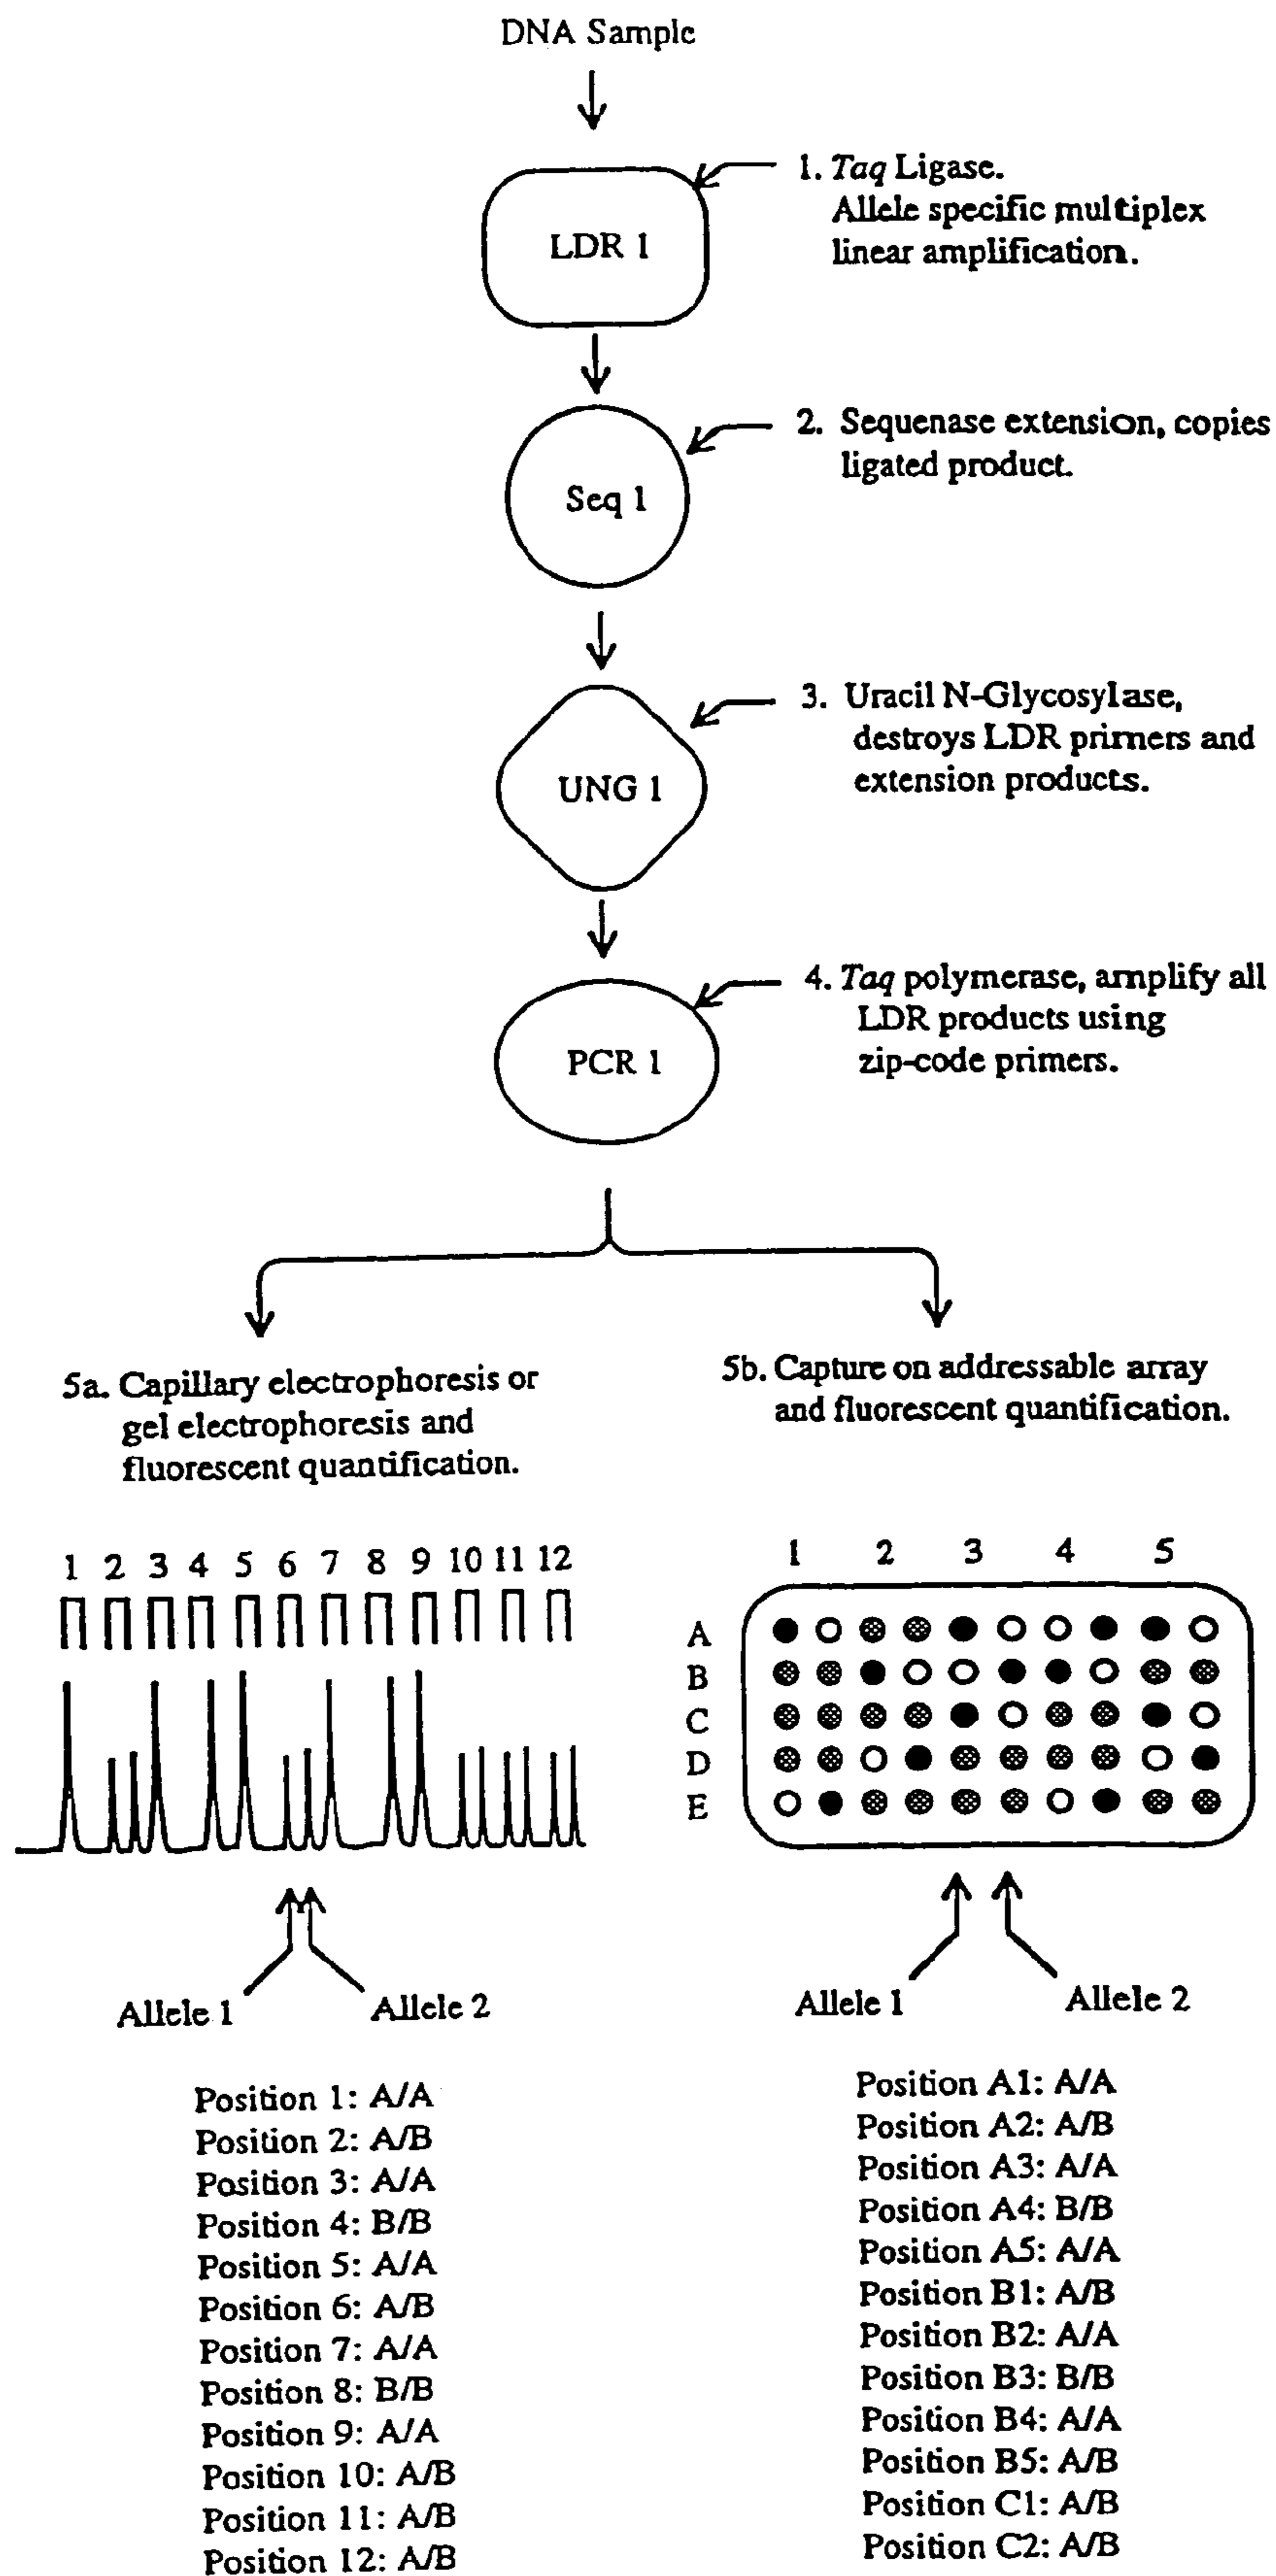 DNA Sample
1. Taq Ligase.
Allele specific multiplex
linear amplification.
LDR 1
2. Sequenase extension, copies
ligated product.
Seq 1
3. Uracil N-Glycosylase,
destroys LDR primers and
extension products.
UNG 1
4. Taq polymerase, amplify all
LDR products using
zip-code primers.
PCR 1
5a. Capillary electrophoresis or
gel electrophoresis and
fluorescent quantification.
1 2 3 4 5 6 7 8 9 10 11 12
Allele 1 Allele 2
Position 1: A/A
Position 2: A/B
Position 3: A/A
Position 4: B/B
Position 5: A/A
Position 6: A/B
Position 7: A/A
Position 8: B/B
Position 9: A/A
Position 10: A/B
Position 11: A/B
Position 12: A/B
5b. Capture on addressable array
and fluorescent quantification.
1 2 3 4 5
A
B
C
D
E
Allele 1 Allele 2
Position A1: A/A
Position A2: A/B
Position A3: A/A
Position A4: B/B
Position A5: A/A
Position B1: A/B
Position B2: A/A
Position B3: B/B
Position B4: A/A
Position B5: A/B
Position C1: A/B
Position C2: A/B